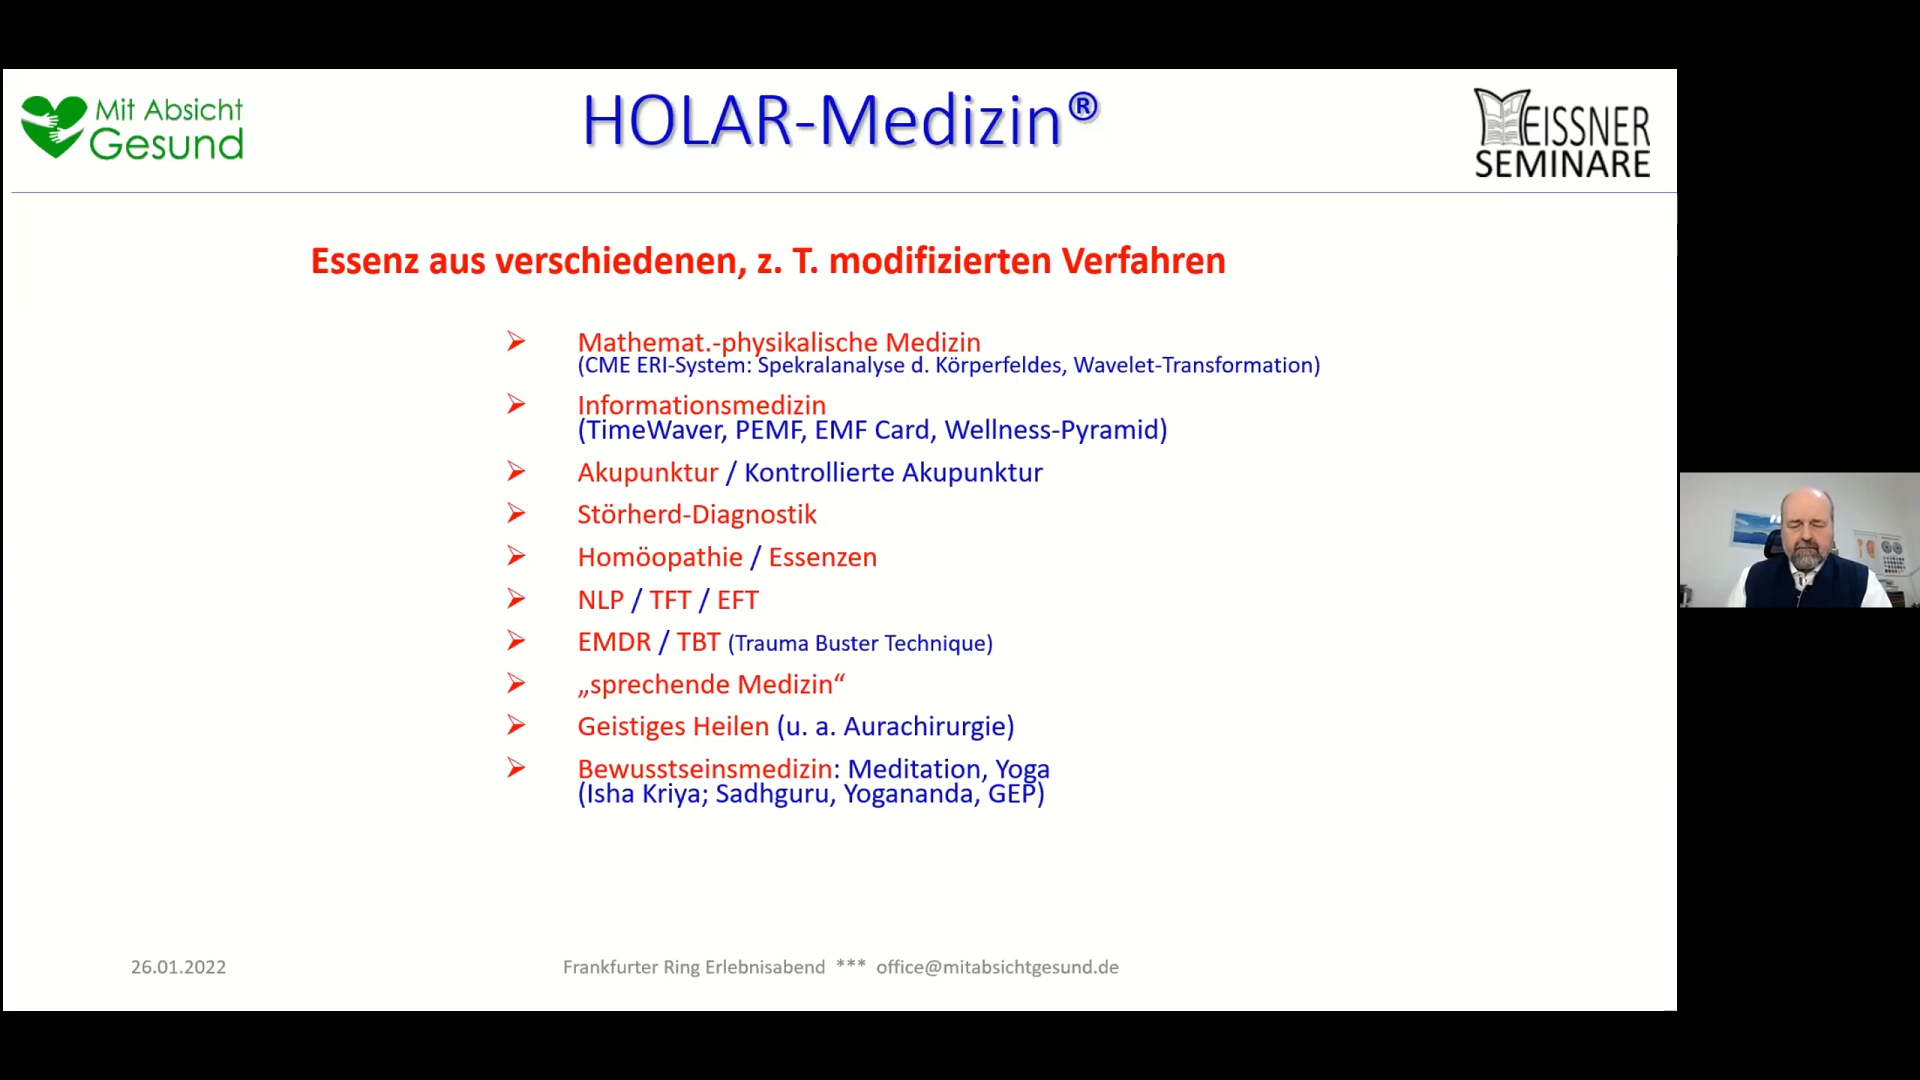 Mit Absicht
Gesund
HOLAR-Medizin®
MEISSNER
SEMINARE
Essenz aus verschiedenen, z. T. modifizierten Verfahren
➢ Mathemat.-physikalische Medizin
(CME ERI-System: Spekralanalyse d. Körperfeldes, Wavelet-Transformation)
➢ Informationsmedizin
(TimeWaver, PEMF, EMF Card, Wellness-Pyramid)
➢ Akupunktur / Kontrollierte Akupunktur
➢ Störherd-Diagnostik
➢ Homöopathie / Essenzen
➢ NLP / TFT / EFT
➢ EMDR / TBT (Trauma Buster Technique)
➢ „sprechende Medizin“
➢ Geistiges Heilen (u. a. Aurachirurgie)
➢ Bewusstseinsmedizin: Meditation, Yoga
(Isha Kriya; Sadhguru, Yogananda, GEP)
26.01.2022
Frankfurter Ring Erlebnisabend *** office@mitabsichtgesund.de